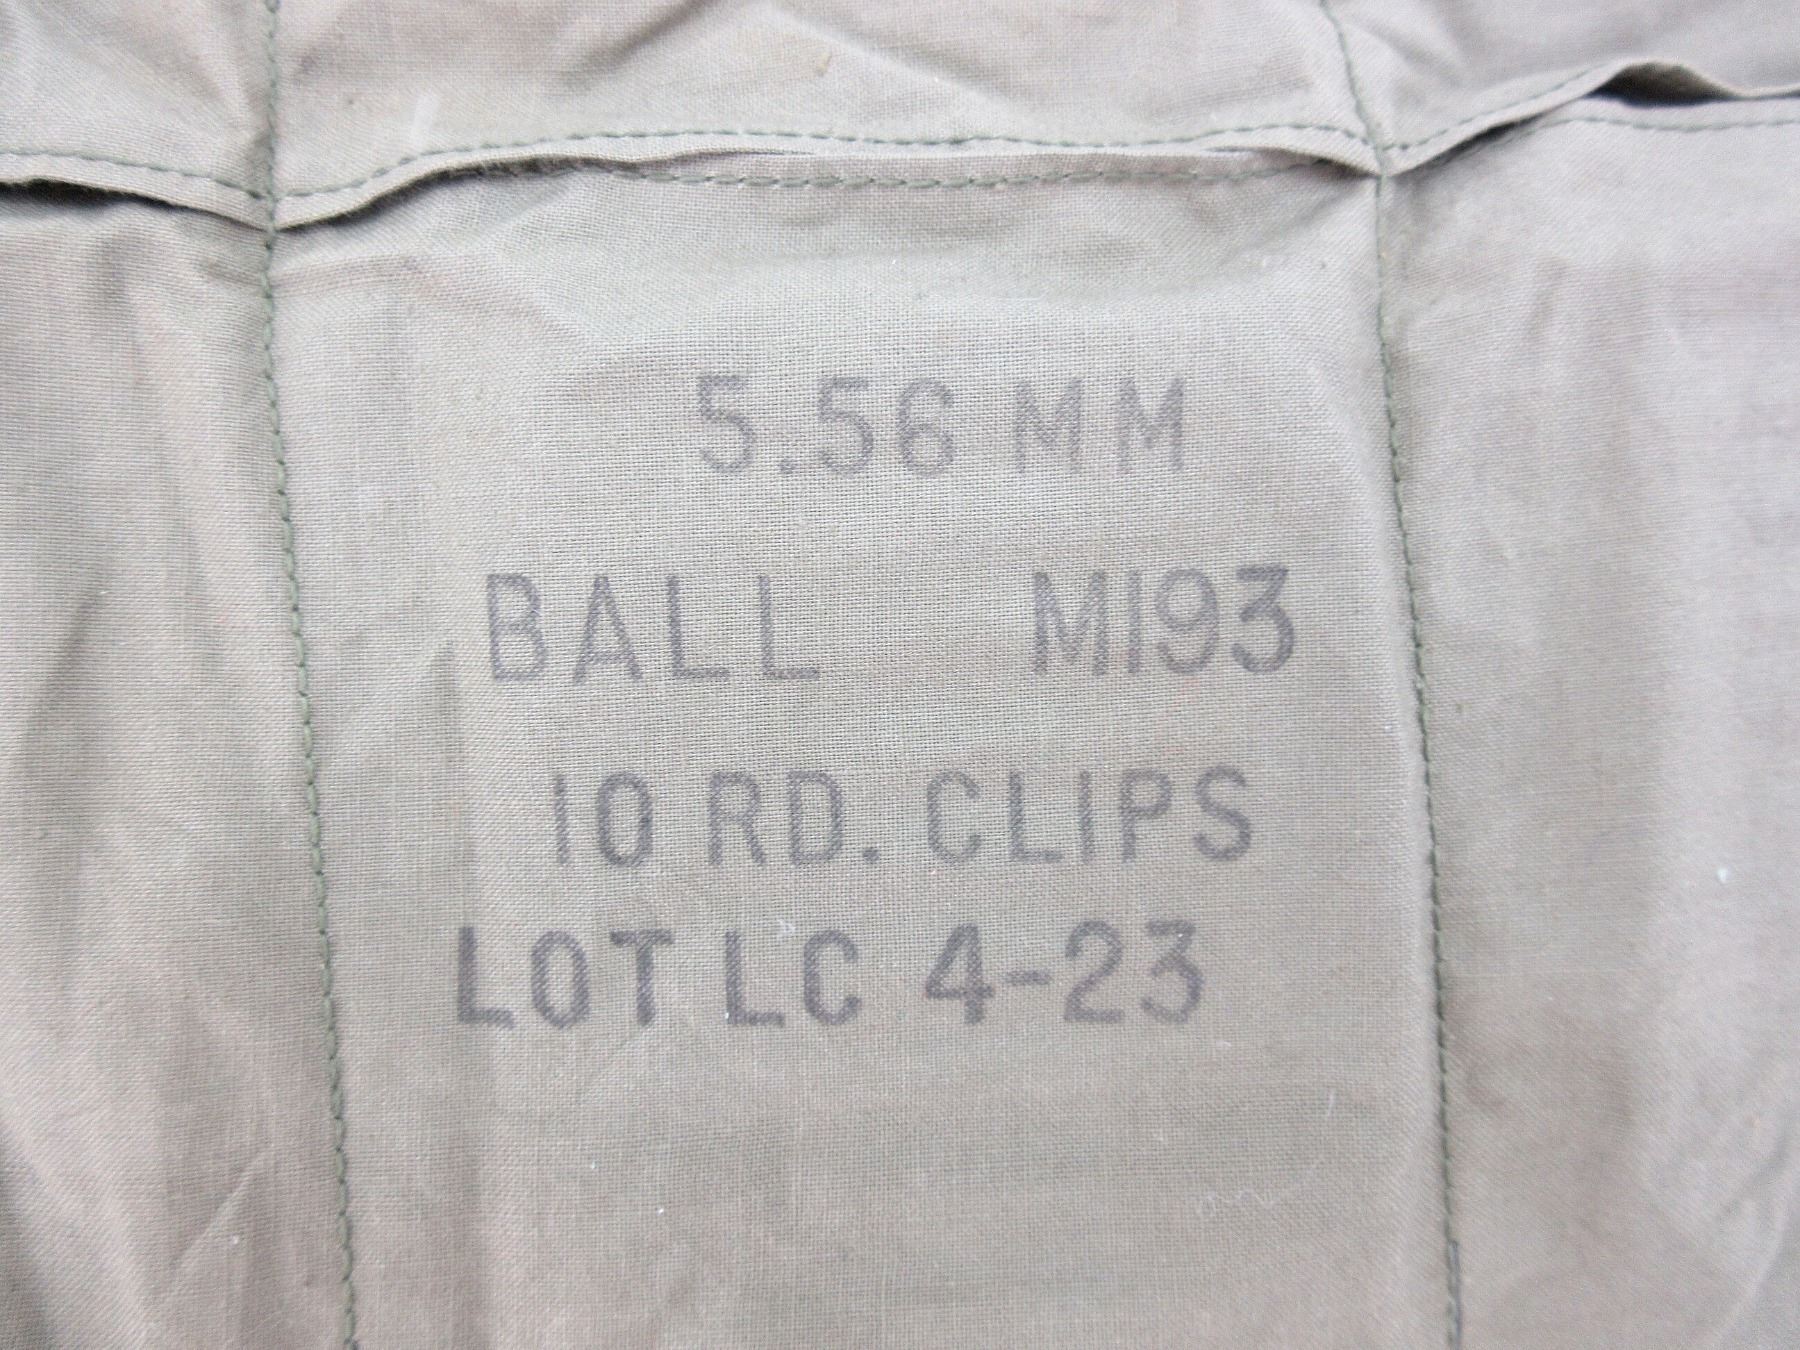 5.56 MM
BALL M193
10 RD. CLIPS
LOT LC 4-23